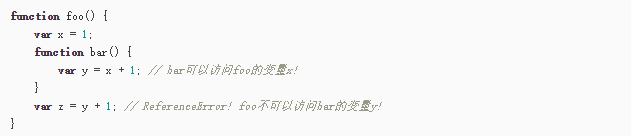 function foo() {
    var x = 1;
    function bar() {
        var y = x + 1; // bar可以访问foo的变量x!
    }
    var z = y + 1; // ReferenceError! foo不可以访问bar的变量y!
}